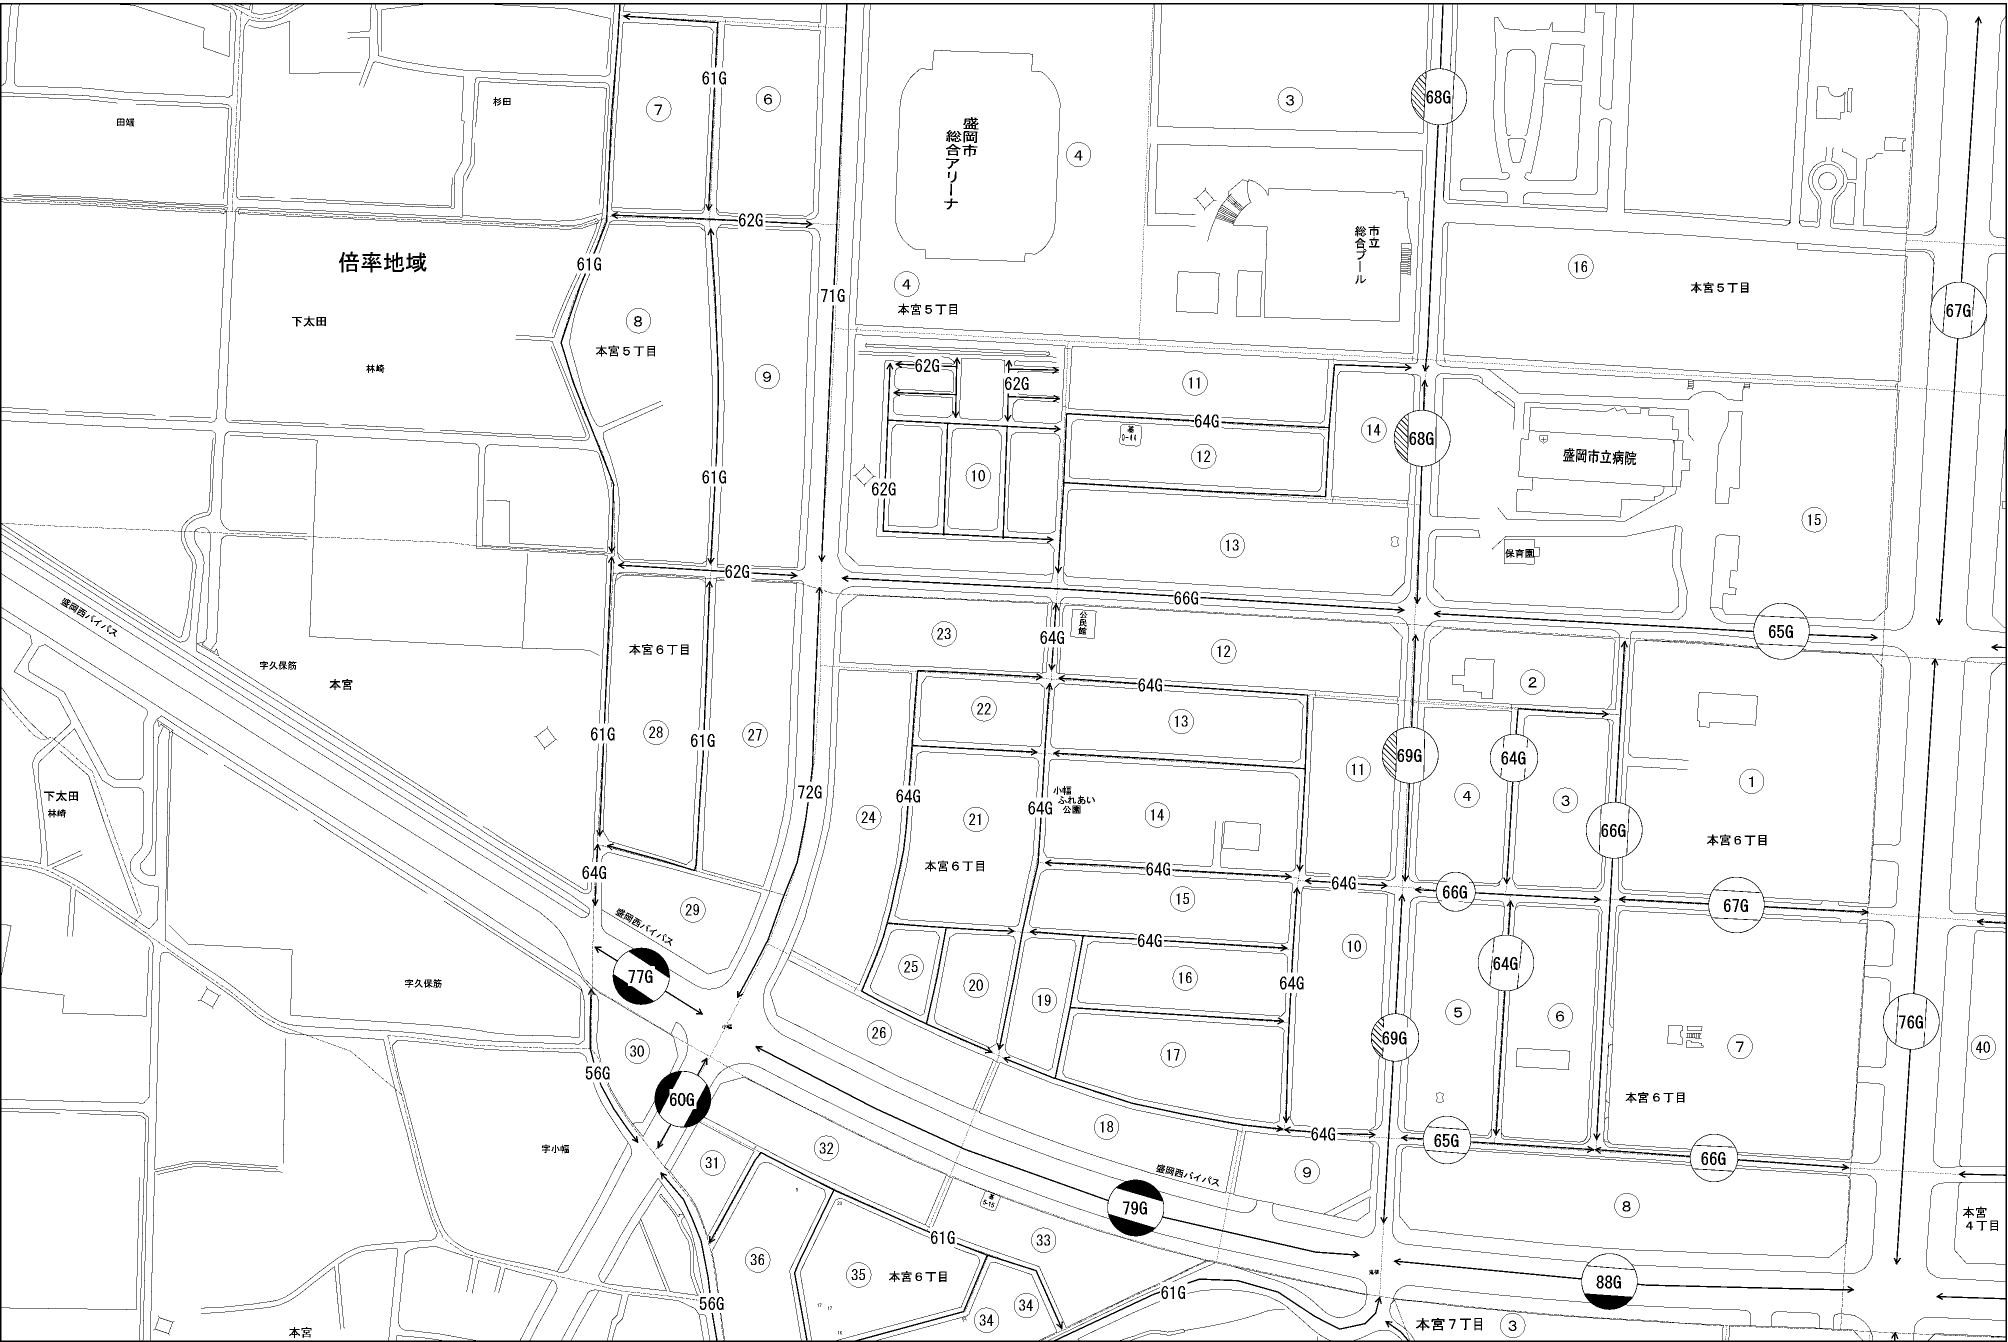 61G
7
6
杉田
田端
盛岡市
総合アリーナ
4
3
68G
62G
倍率地域
61G
下太田
林崎
8
本宮5丁目
9
71G
4
本宮5丁目
市立
総合プール
16
本宮5丁目
67G
62G
62G
11
64G
基
0-44
12
14
68G
盛岡市立病院
61G
62G
10
13
15
保育園
62G
66G
65G
盛岡西バイパス
字久保筋
本宮
本宮6丁目
23
64G
公民館
12
64G
2
22
13
61G
28
61G
27
72G
11
69G
64G
4
3
1
下太田
林崎
24
64G
21
64G
小幅
ふれあい
公園
14
66G
本宮6丁目
本宮6丁目
64G
29
盛岡西バイパス
64G
64G
66G
67G
15
64G
10
77G
字久保筋
25
20
19
16
64G
64G
76G
小幅
26
17
69G
5
6
7
40
30
56G
60G
本宮6丁目
18
64G
65G
66G
字小幅
31
32
盛岡西バイパス
9
基
5-15
79G
8
本宮
4丁目
61G
33
36
35
本宮6丁目
88G
56G
34
34
61G
本宮
本宮7丁目
3